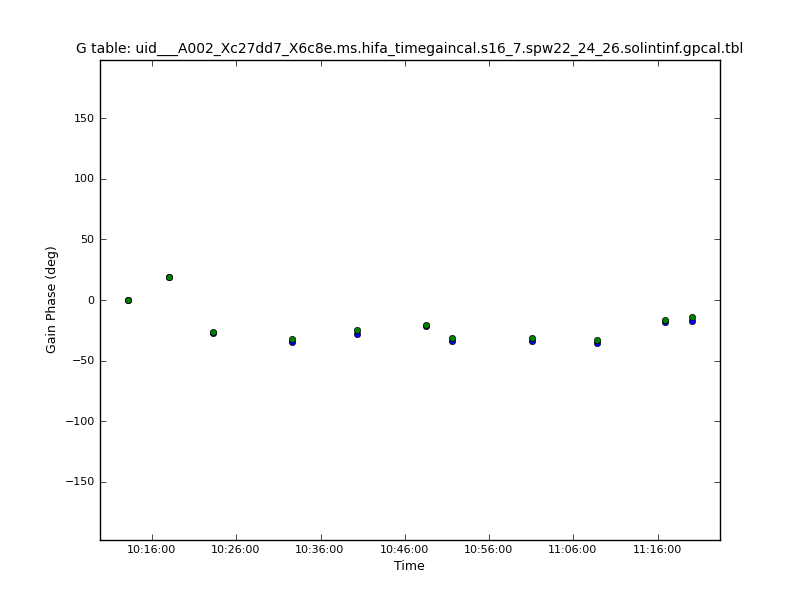 G table: uid___A002_Xc27dd7_X6c8e.ms.hifa_timegaincal.s16_7.spw22_24_26.solintinf.gpcal.tbl
150
100
50
0
−50
−100
−150
Gain Phase (deg)
10:16:00 10:26:00 10:36:00 10:46:00 10:56:00 11:06:00 11:16:00
Time